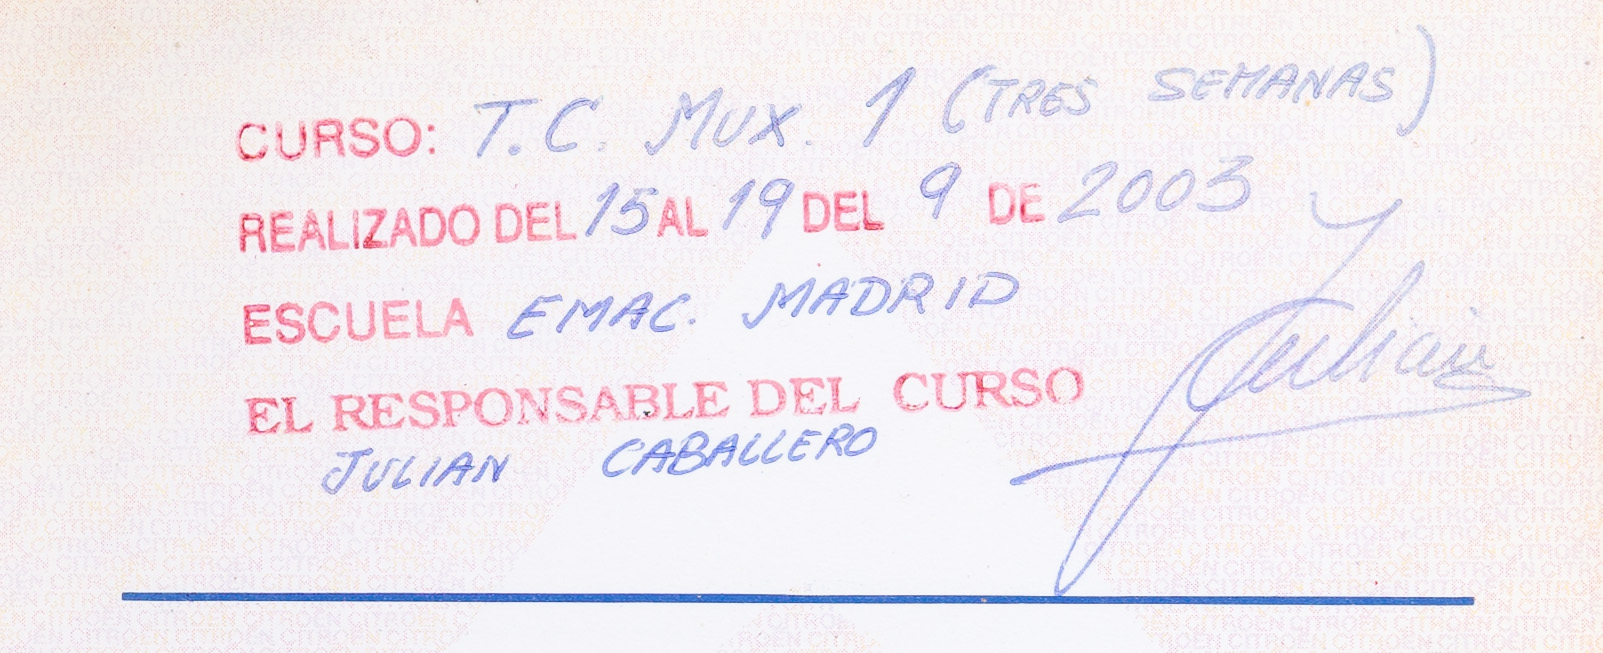 CURSO: T.C. MUX. 1 (TRES SEMANAS)
REALIZADO DEL 15 AL 19 DEL 9 DE 2003
ESCUELA EMAC. MADRID
EL RESPONSABLE DEL CURSO
JULIAN CABALLERO
Julian